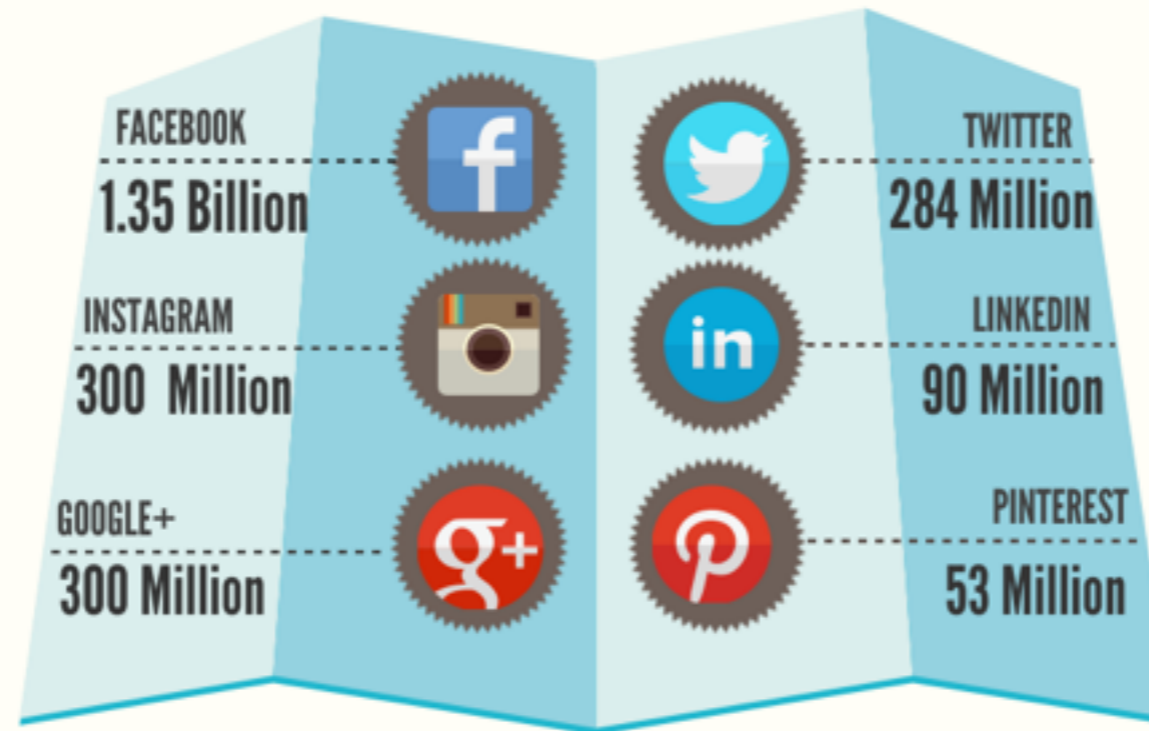 FACEBOOK
1.35 Billion
TWITTER
284 Million
INSTAGRAM
300 Million
LINKEDIN
90 Million
in
GOOGLE+
300 Million
g+
PINTEREST
53 Million